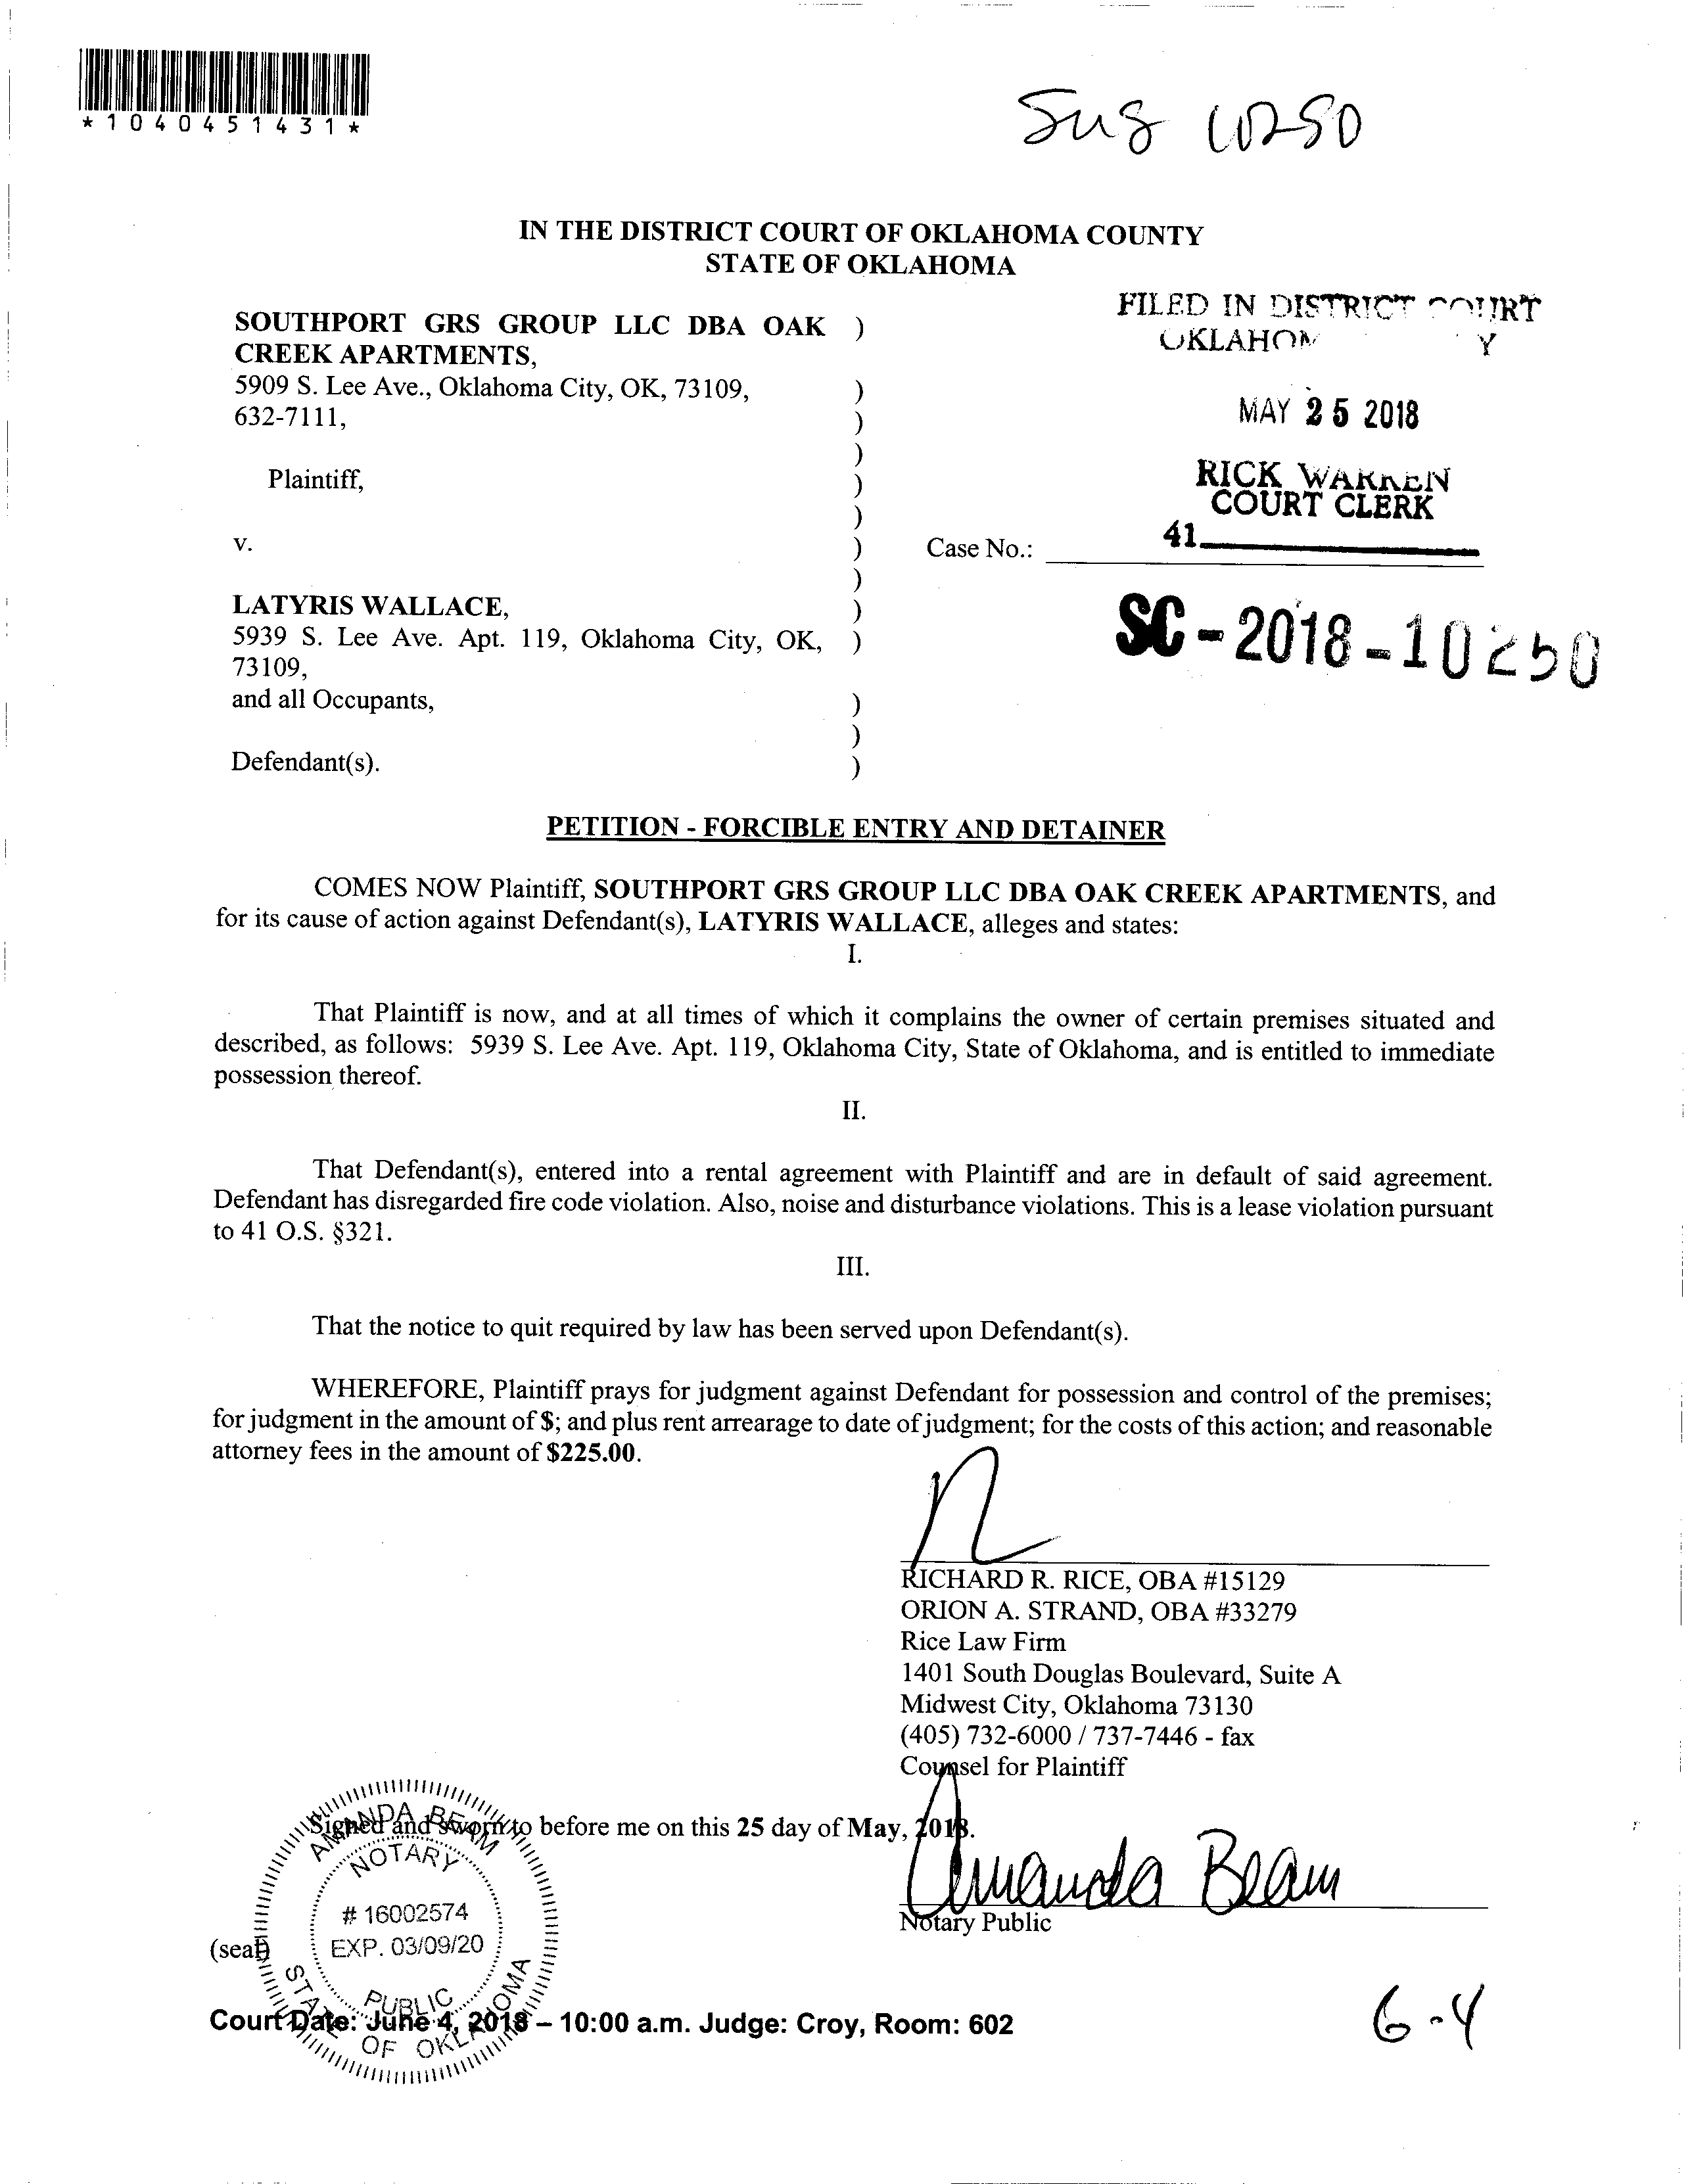 *1040451431*
IN THE DISTRICT COURT OF OKLAHOMA COUNTY
STATE OF OKLAHOMA
SOUTHPORT GRS GROUP LLC DBA OAK )
CREEK APARTMENTS,
5909 S. Lee Ave., Oklahoma City, OK, 73109, )
632-7111, )
)
Plaintiff, )
)
v. )
)
LATYRIS WALLACE, )
5939 S. Lee Ave. Apt. 119, Oklahoma City, OK, )
73109,
and all Occupants, )
)
Defendant(s). )
FILED IN DISTRICT COURT
MAY 25 2018
RICK WARREN
COURT CLERK
41
Case No.:
SC-2018-10250
PETITION - FORCIBLE ENTRY AND DETAINER
COMES NOW Plaintiff, SOUTHPORT GRS GROUP LLC DBA OAK CREEK APARTMENTS, and
for its cause of action against Defendant(s), LATYRIS WALLACE, alleges and states:
I.
That Plaintiff is now, and at all times of which it complains the owner of certain premises situated and
described, as follows: 5939 S. Lee Ave. Apt. 119, Oklahoma City, State of Oklahoma, and is entitled to immediate
possession thereof.
II.
That Defendant(s), entered into a rental agreement with Plaintiff and are in default of said agreement.
Defendant has disregarded fire code violation. Also, noise and disturbance violations. This is a lease violation pursuant
to 41 O.S. §321.
III.
That the notice to quit required by law has been served upon Defendant(s).
WHEREFORE, Plaintiff prays for judgment against Defendant for possession and control of the premises;
for judgment in the amount of $; and plus rent arrearage to date of judgment; for the costs of this action; and reasonable
attorney fees in the amount of $225.00.
RICHARD R. RICE, OBA #15129
ORION A. STRAND, OBA #33279
Rice Law Firm
1401 South Douglas Boulevard, Suite A
Midwest City, Oklahoma 73130
(405) 732-6000 / 737-7446 - fax
Counsel for Plaintiff
Signed and sworn to before me on this 25 day of May, 2018.
Amanda Beam
Notary Public
(seal)
AMANDA BEAM
NOTARY
# 16002574
EXP. 03/09/20
PUBLIC
STATE OF OKLAHOMA
Court Date: June 4, 2018 – 10:00 a.m. Judge: Croy, Room: 602
6-4